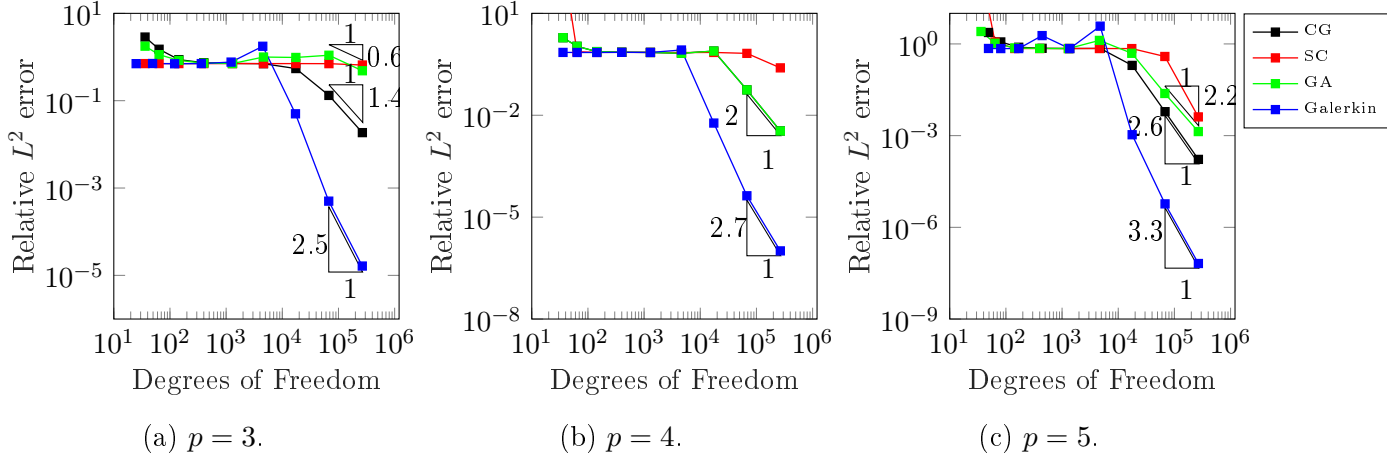 10^1
10^-1
10^-3
10^-5
Relative L^2 error
10^1 10^2 10^3 10^4 10^5 10^6
Degrees of Freedom
1
0.6
1
1.4
2.5
1
(a) p = 3.
10^1
10^-2
10^-5
10^-8
Relative L^2 error
10^1 10^2 10^3 10^4 10^5 10^6
Degrees of Freedom
2
1
2.7
1
(b) p = 4.
10^0
10^-3
10^-6
10^-9
Relative L^2 error
10^1 10^2 10^3 10^4 10^5 10^6
Degrees of Freedom
1
2.2
2.6
1
3.3
1
(c) p = 5.
CG
SC
GA
Galerkin